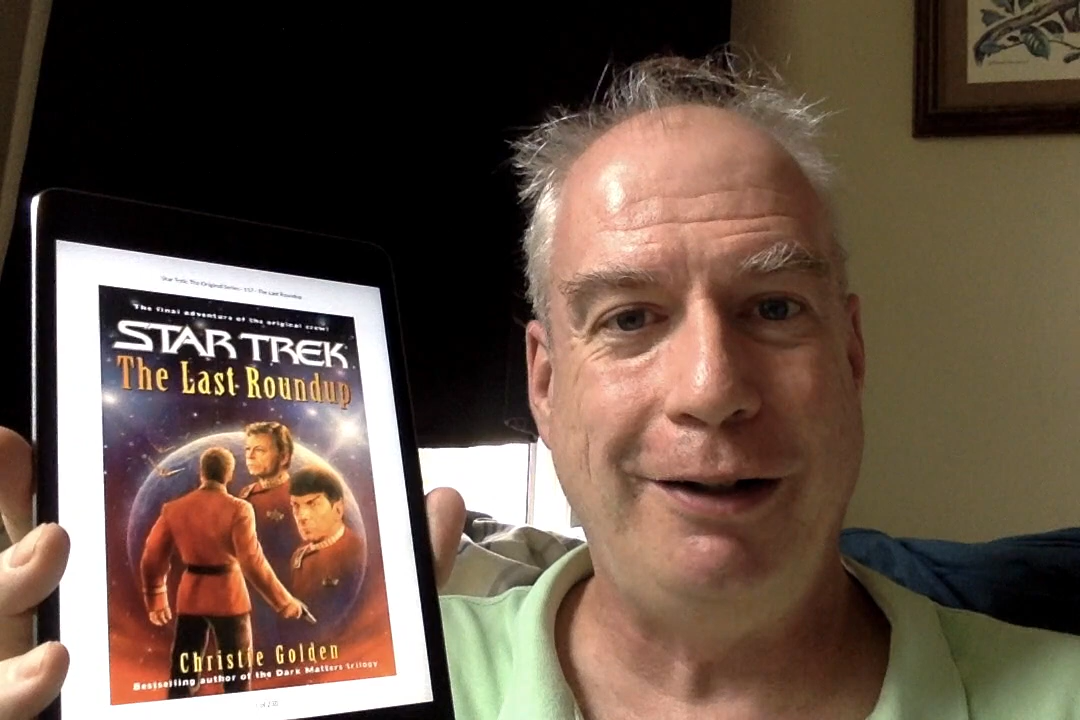 Star Trek: The Original Series - 157 - The Last Roundup
The final adventure of the original crew!
STAR TREK
The Last Roundup
Christie Golden
Bestselling author of the Dark Matters trilogy